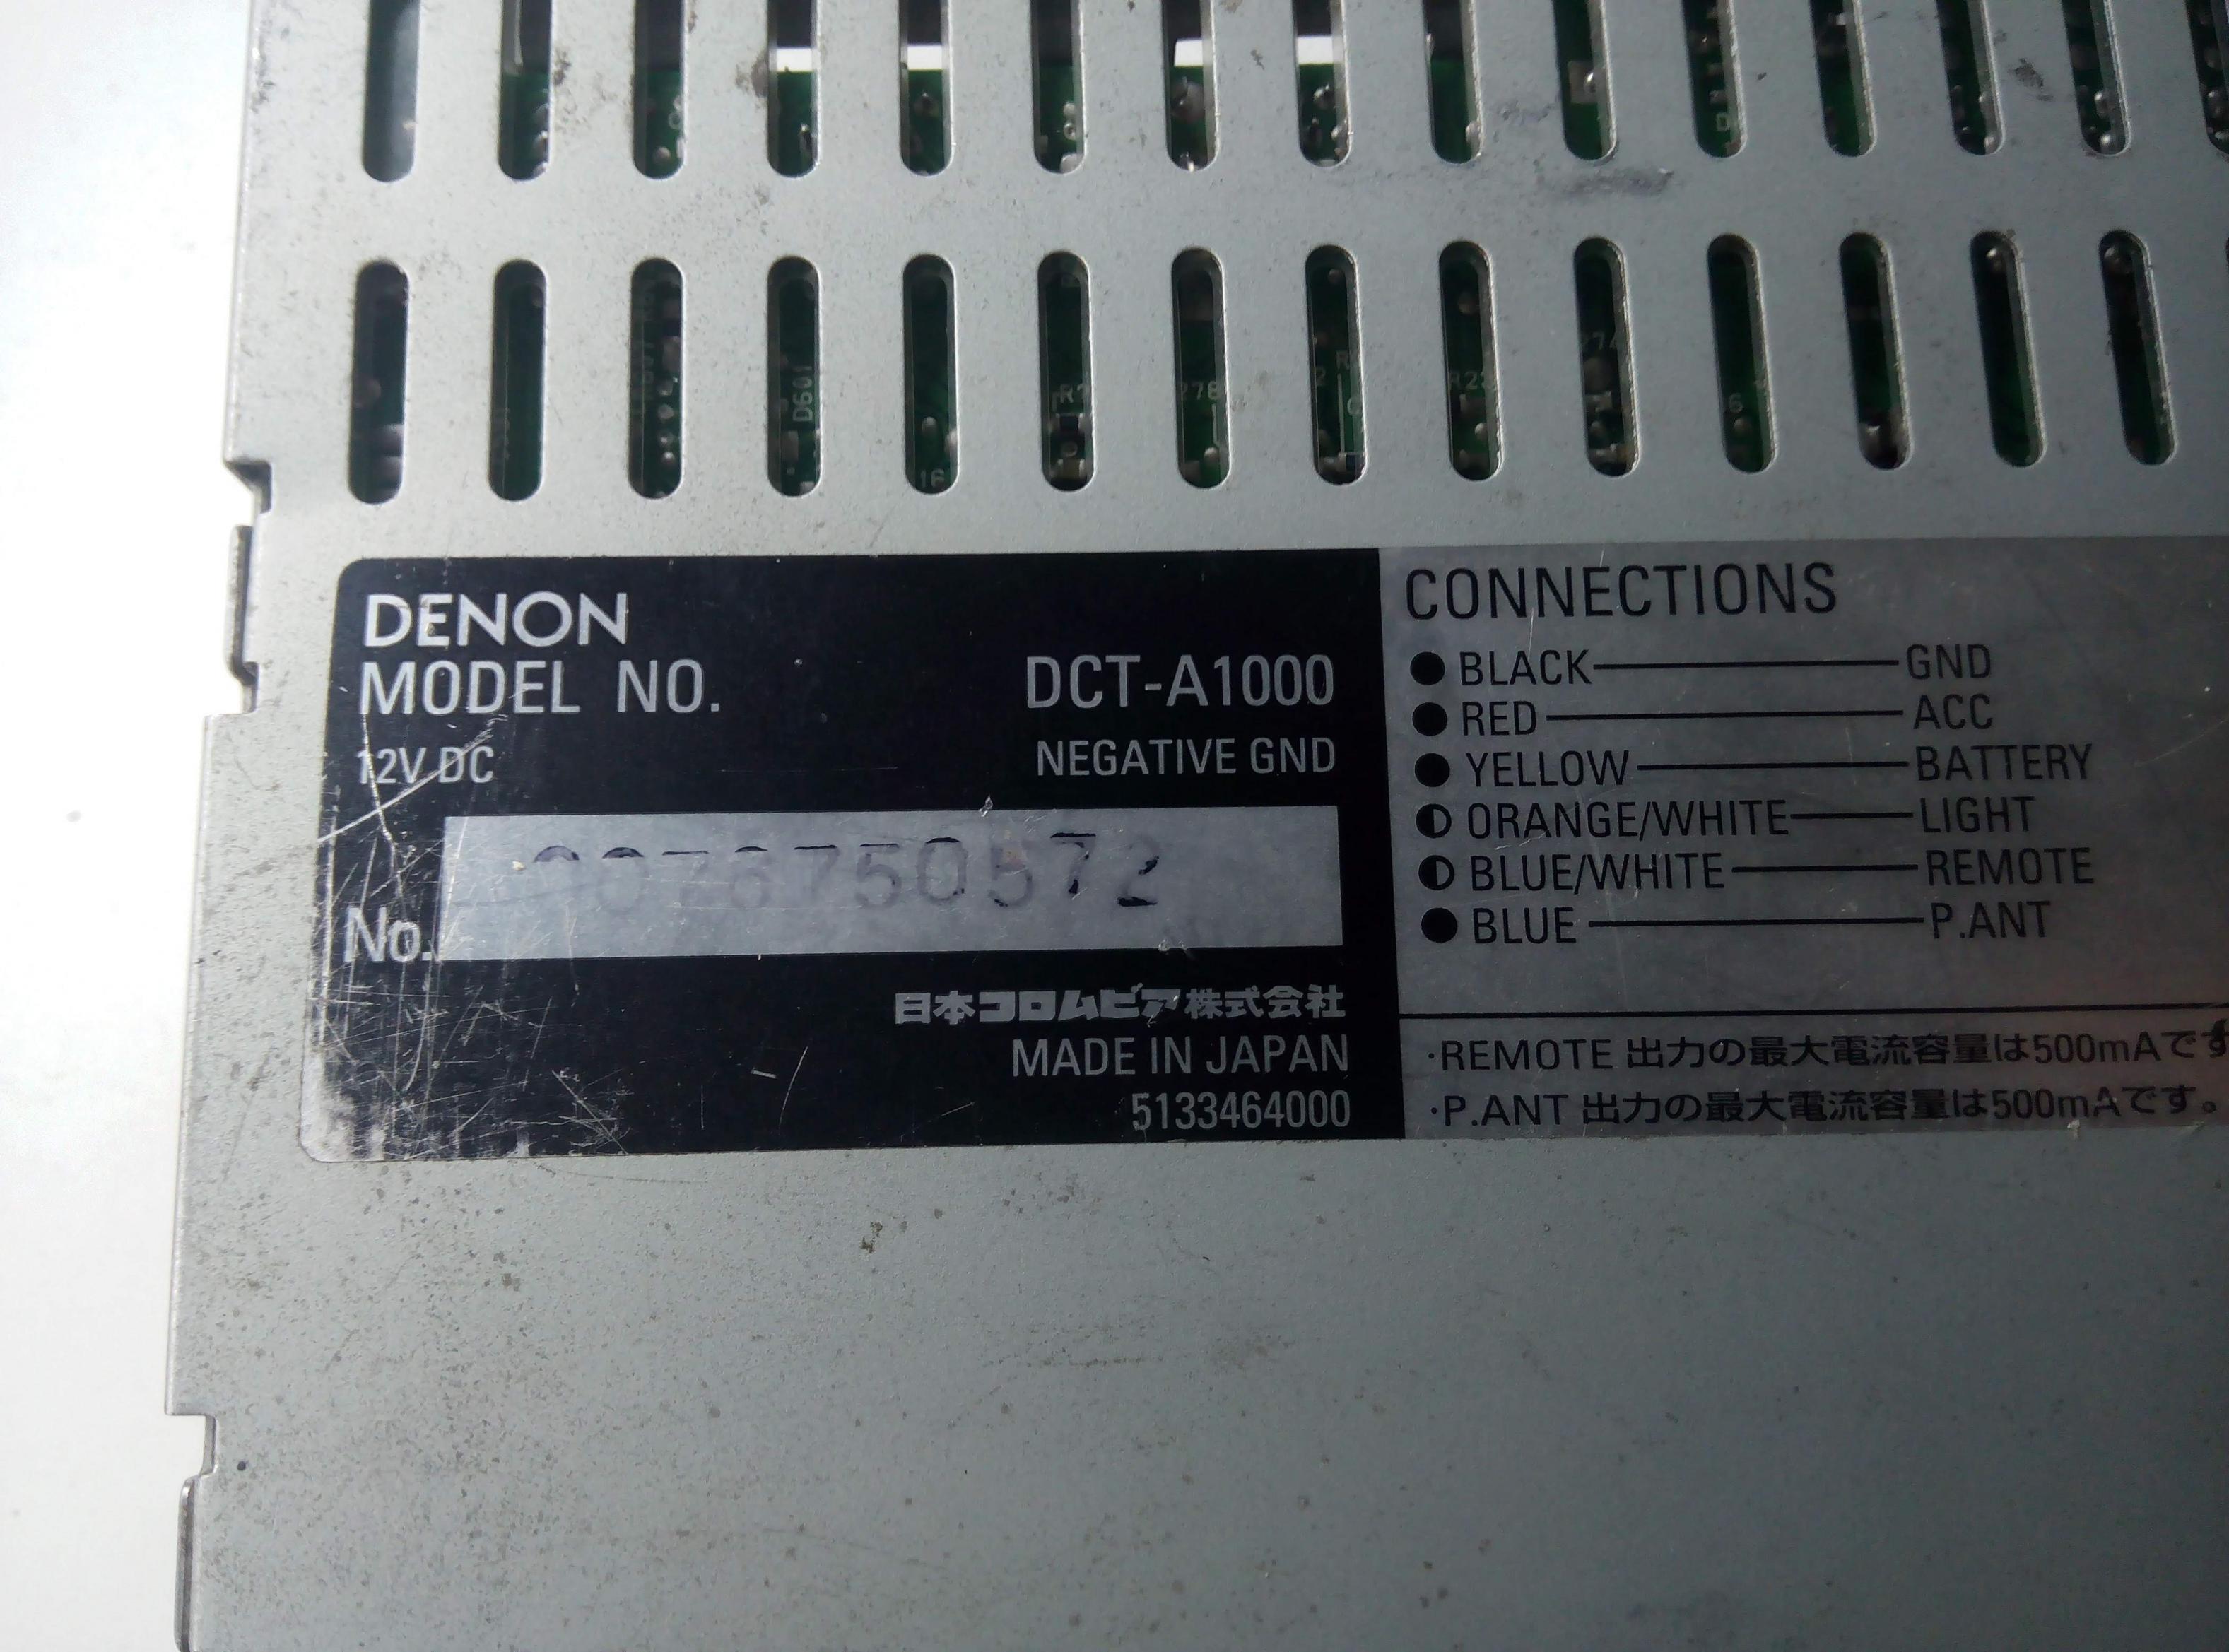 DENON
MODEL NO. DCT-A1000
12V DC NEGATIVE GND
No.
日本コロムビア株式会社
MADE IN JAPAN
5133464000
CONNECTIONS
● BLACK GND
● RED ACC
● YELLOW BATTERY
◐ ORANGE/WHITE LIGHT
◐ BLUE/WHITE REMOTE
● BLUE P.ANT
·REMOTE 出力の最大電流容量は500mAです
·P.ANT 出力の最大電流容量は500mAです。
D601